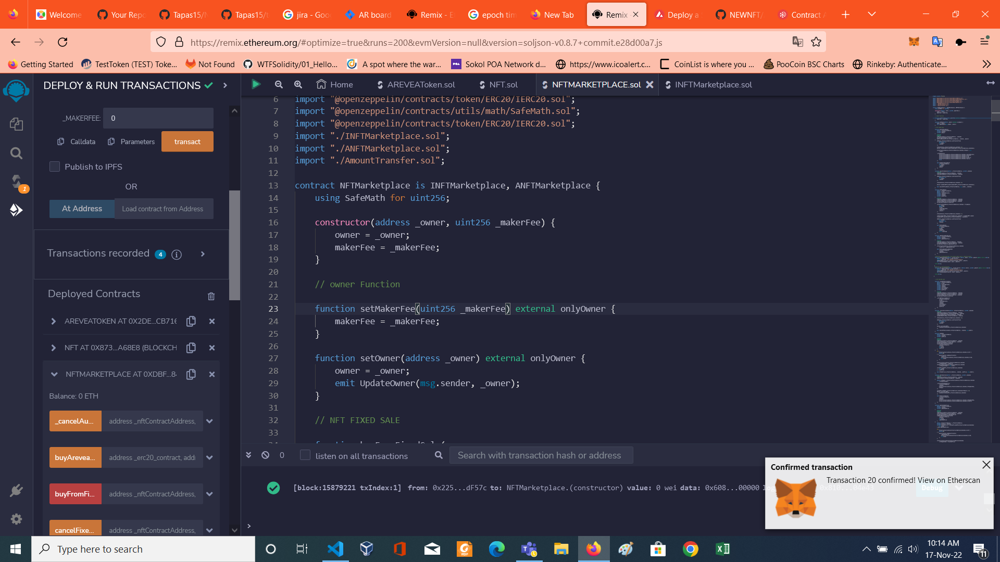 Welcome
Your Rep
Tapas15/N
Tapas15/t
jira - Goo
AR board
Remix - E
epoch tim
New Tab
Remix -
Deploy a
NEWNFT/
Contract A
https://remix.ethereum.org/#optimize=true&runs=200&evmVersion=null&version=soljson-v0.8.7+commit.e28d00a7.js
Getting Started
TestToken (TEST) Toke...
Not Found
WTFSolidity/01_Hello...
A spot where the war...
Sokol POA Network d...
https://www.icoalert.c...
CoinList is where you ...
PooCoin BSC Charts
Rinkeby: Authenticate...
DEPLOY & RUN TRANSACTIONS
_MAKERFEE: 0
Calldata
Parameters
transact
Publish to IPFS
OR
At Address
Load contract from Address
Transactions recorded 4
Deployed Contracts
AREVEATOKEN AT 0X2DE...CB716
NFT AT 0X873...A68E8 (BLOCKCH
NFTMARKETPLACE AT 0XDBF...84
Balance: 0 ETH
_cancelAu... address _nftContractAddress,
buyArevea... address _erc20_contract, addr
buyFromFi... address _nftContractAddress,
cancelFixe... address _nftContractAddress,
1
Home
AREVEAToken.sol
NFT.sol
NFTMARKETPLACE.sol
INFTMarketplace.sol
6 import "@openzeppelin/contracts/token/ERC20/IERC20.sol";
7 import "@openzeppelin/contracts/utils/math/SafeMath.sol";
8 import "@openzeppelin/contracts/token/ERC20/IERC20.sol";
9 import "./INFTMarketplace.sol";
10 import "./ANFTMarketplace.sol";
11 import "./AmountTransfer.sol";
12
13 contract NFTMarketplace is INFTMarketplace, ANFTMarketplace {
14 using SafeMath for uint256;
15
16 constructor(address _owner, uint256 _makerFee) {
17 owner = _owner;
18 makerFee = _makerFee;
19 }
20
21 // owner Function
22
23 function setMakerFee(uint256 _makerFee) external onlyOwner {
24 makerFee = _makerFee;
25 }
26
27 function setOwner(address _owner) external onlyOwner {
28 owner = _owner;
29 emit UpdateOwner(msg.sender, _owner);
30 }
31
32 // NFT FIXED SALE
33
0
listen on all transactions
Search with transaction hash or address
[block:15879221 txIndex:1] from: 0x225...dF57c to: NFTMarketplace.(constructor) value: 0 wei data: 0x608...00000
Debug
>
Confirmed transaction
Transaction 20 confirmed! View on Etherscan
Type here to search
10:14 AM
17-Nov-22
11